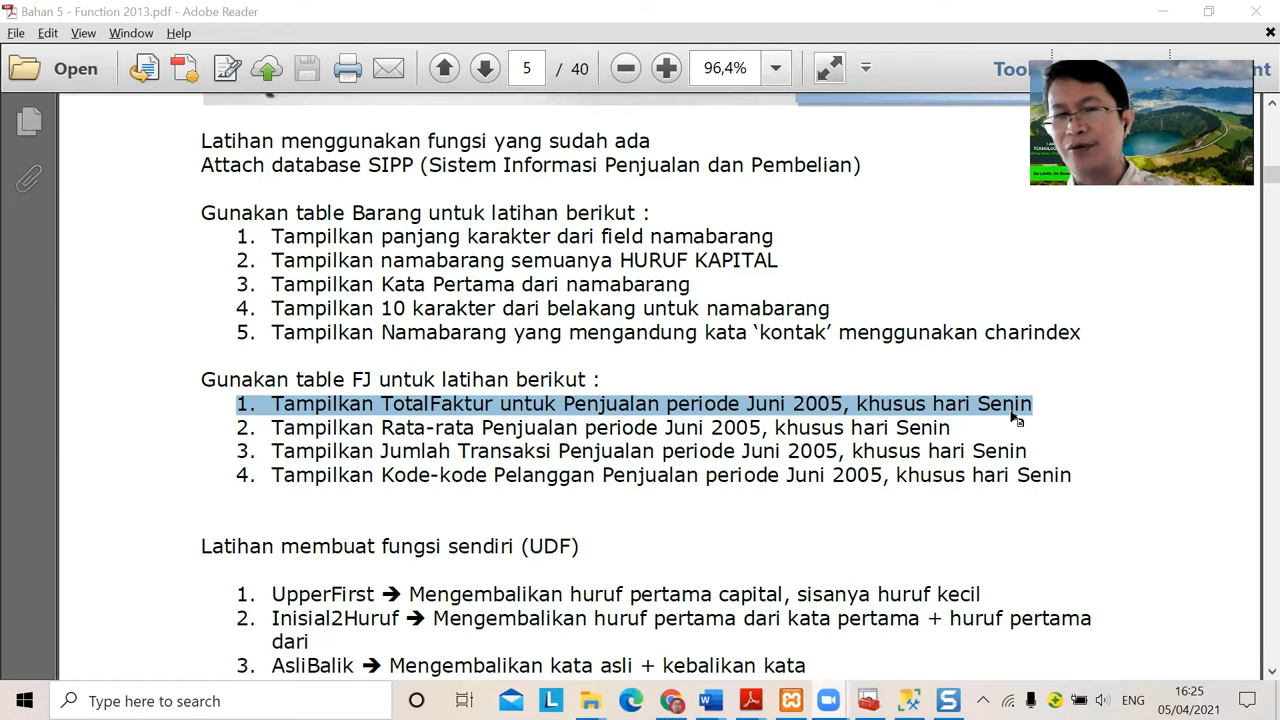 Bahan 5 - Function 2013.pdf - Adobe Reader
File Edit View Window Help
Open 5 / 40 96,4%
Latihan menggunakan fungsi yang sudah ada
Attach database SIPP (Sistem Informasi Penjualan dan Pembelian)
Gunakan table Barang untuk latihan berikut :
1. Tampilkan panjang karakter dari field namabarang
2. Tampilkan namabarang semuanya HURUF KAPITAL
3. Tampilkan Kata Pertama dari namabarang
4. Tampilkan 10 karakter dari belakang untuk namabarang
5. Tampilkan Namabarang yang mengandung kata ‘kontak’ menggunakan charindex
Gunakan table FJ untuk latihan berikut :
1. Tampilkan TotalFaktur untuk Penjualan periode Juni 2005, khusus hari Senin
2. Tampilkan Rata-rata Penjualan periode Juni 2005, khusus hari Senin
3. Tampilkan Jumlah Transaksi Penjualan periode Juni 2005, khusus hari Senin
4. Tampilkan Kode-kode Pelanggan Penjualan periode Juni 2005, khusus hari Senin
Latihan membuat fungsi sendiri (UDF)
1. UpperFirst ➔ Mengembalikan huruf pertama capital, sisanya huruf kecil
2. Inisial2Huruf ➔ Mengembalikan huruf pertama dari kata pertama + huruf pertama
dari
3. AsliBalik ➔ Mengembalikan kata asli + kebalikan kata
Type here to search
ENG
16:25
05/04/2021